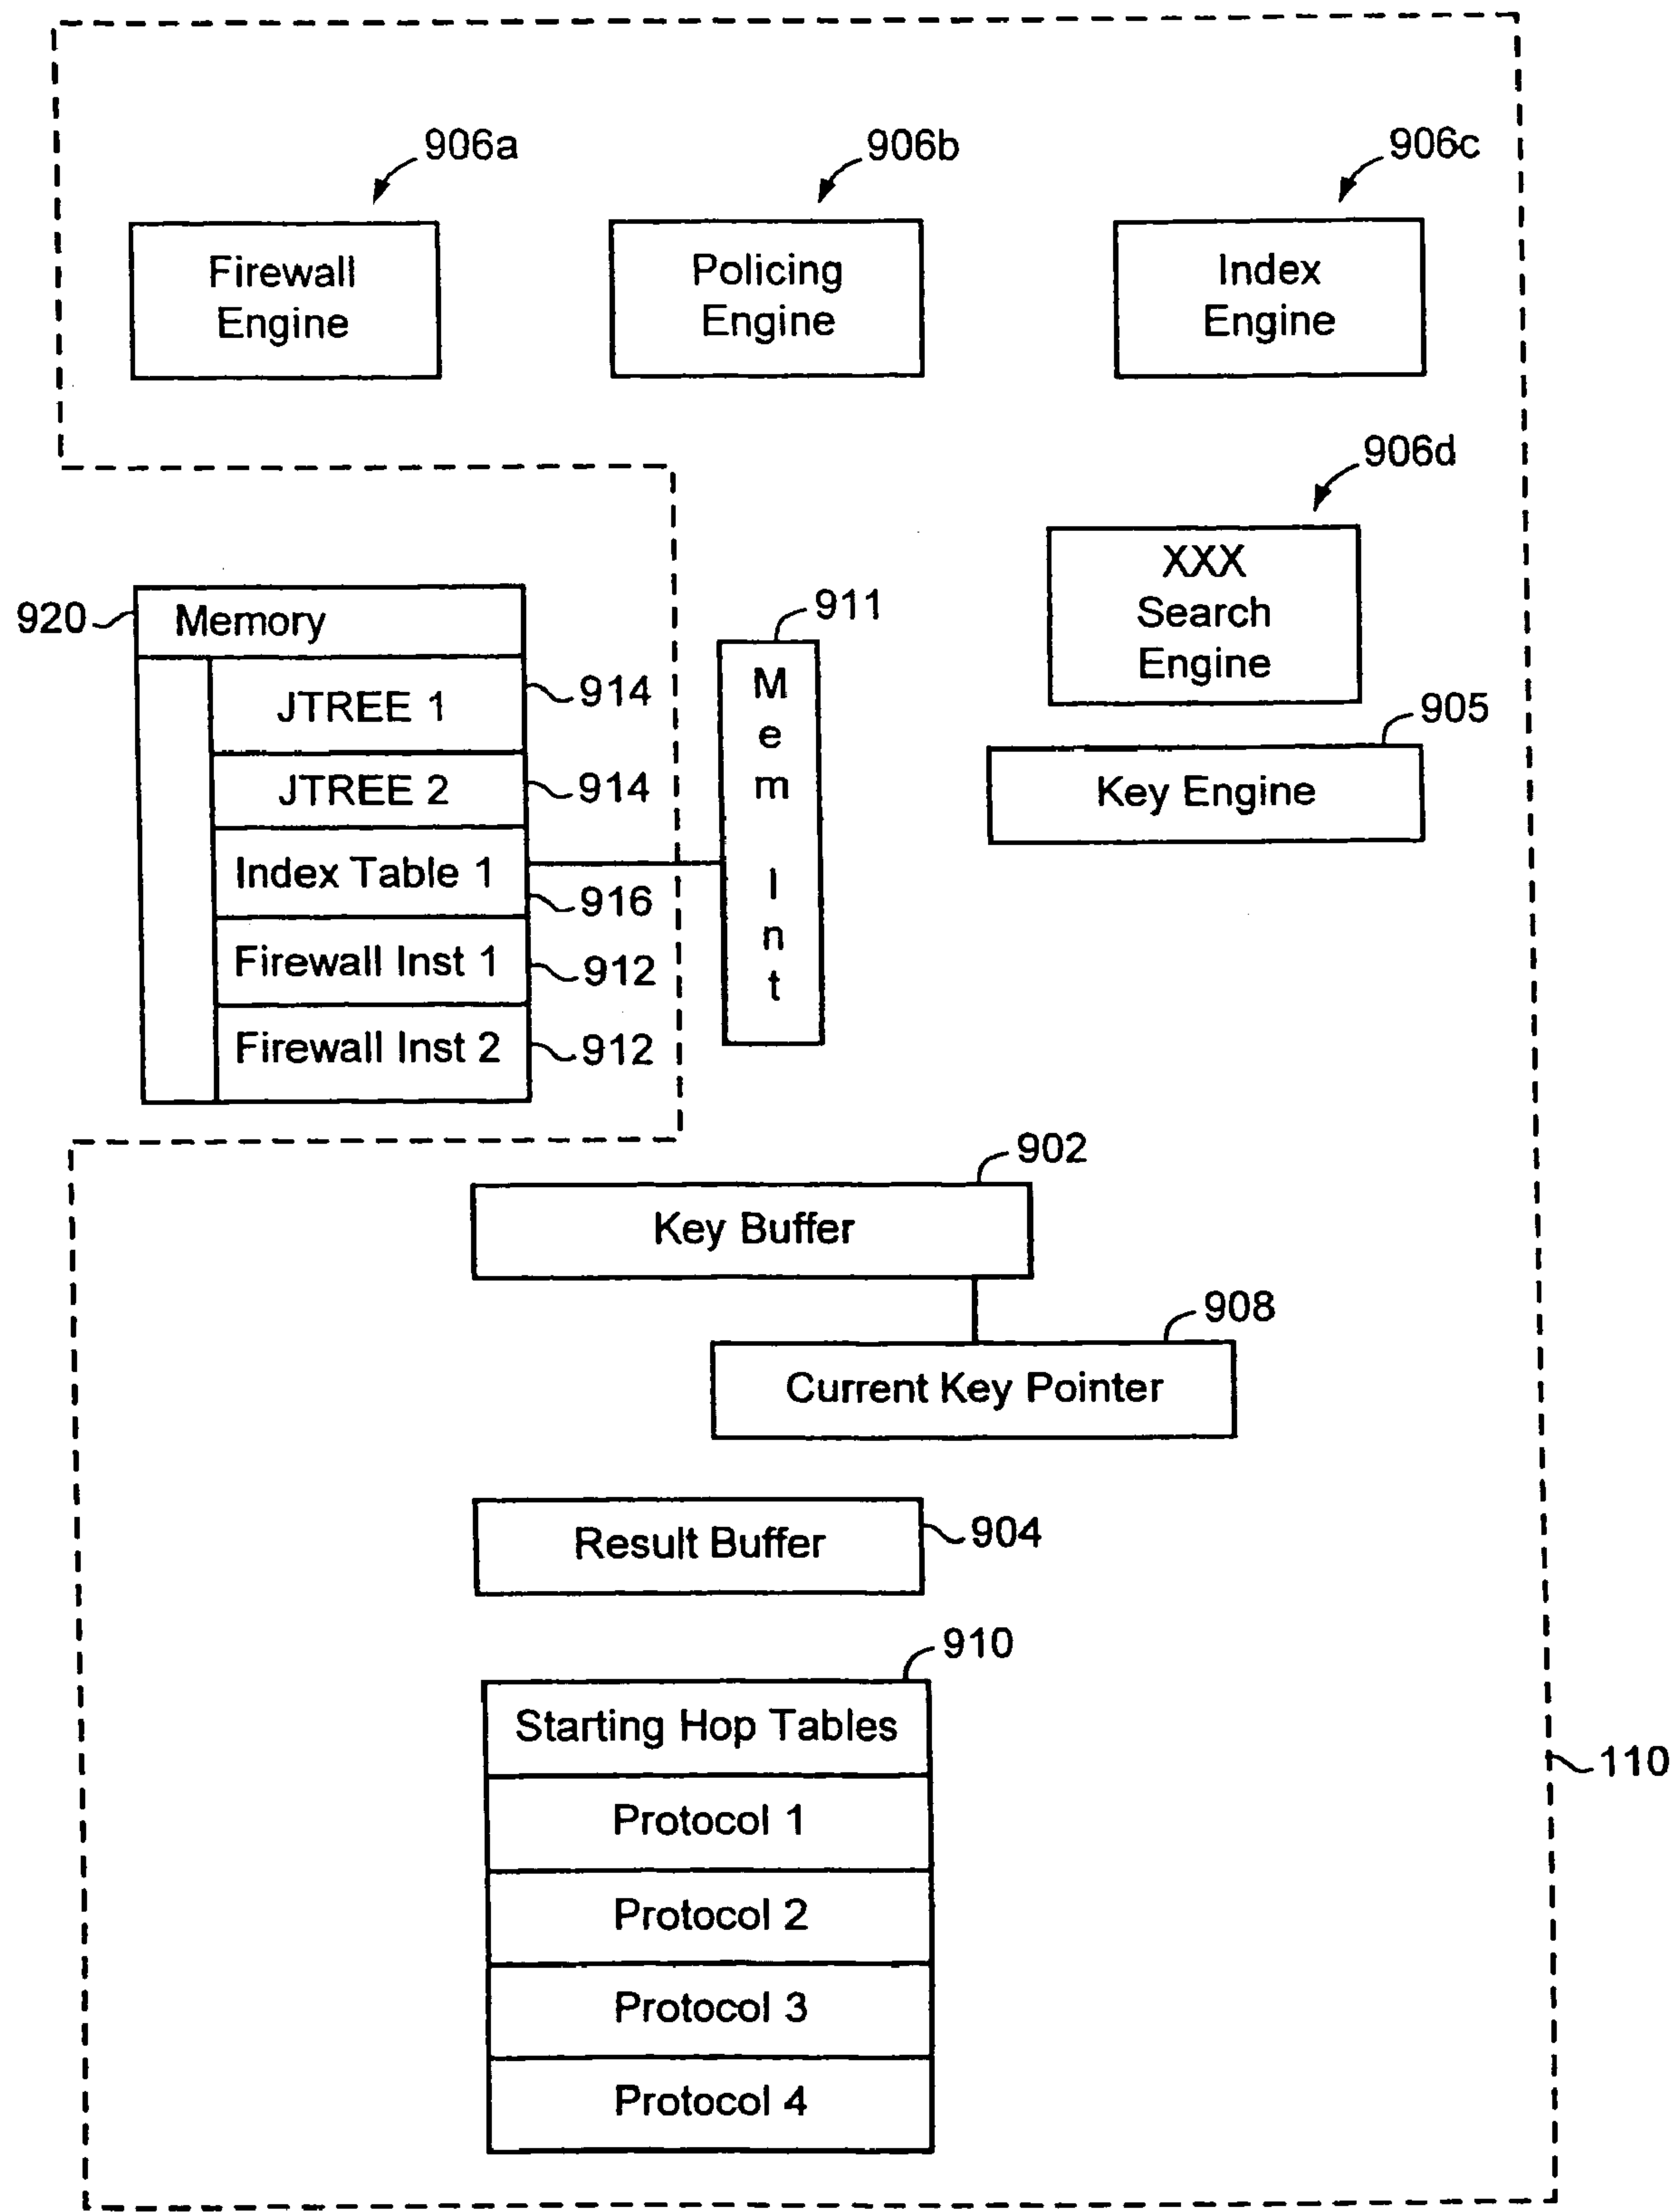 906a
906b
906c
Firewall
Engine
Policing
Engine
Index
Engine
906d
XXX
Search
Engine
920
Memory
911
JTREE 1
914
JTREE 2
914
Index Table 1
916
Firewall Inst 1
912
Firewall Inst 2
912
Mem Int
905
Key Engine
902
Key Buffer
908
Current Key Pointer
Result Buffer
904
910
Starting Hop Tables
Protocol 1
Protocol 2
Protocol 3
Protocol 4
110